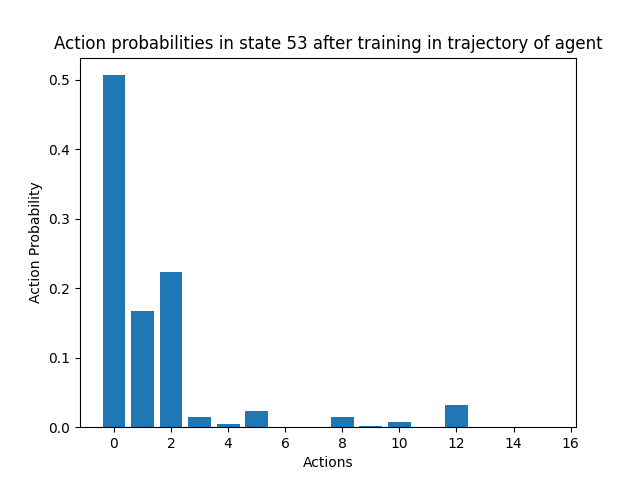 Action probabilities in state 53 after training in trajectory of agent
0.5
0.4
0.3
0.2
0.1
0.0
Action Probability
0 2 4 6 8 10 12 14 16
Actions